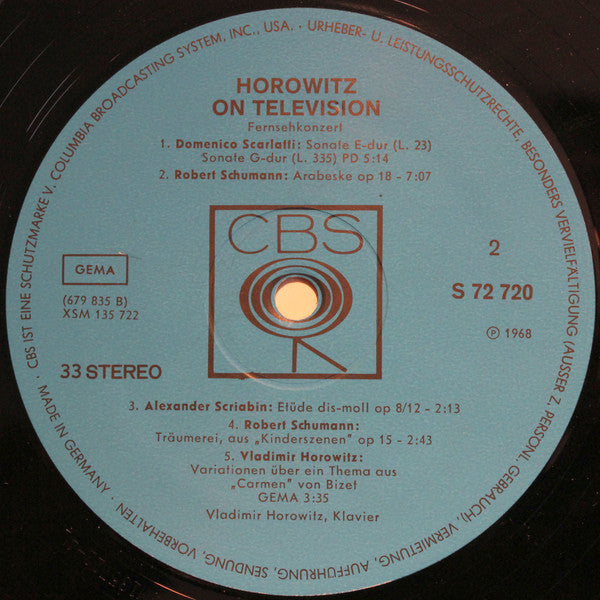 CBS IST EINE SCHUTZMARKE V. COLUMBIA BROADCASTING SYSTEM, INC., USA. · URHEBER- U. LEISTUNGSSCHUTZRECHTE, BESONDERS VERVIELFÄLTIGUNG (AUSSER Z. PERSONL. GEBRAUCH), VERMIETUNG, AUFFÜHRUNG, SENDUNG, VORBEHALTEN · MADE IN GERMANY ·
HOROWITZ
ON TELEVISION
Fernsehkonzert
1. Domenico Scarlatti: Sonate E-dur (L. 23)
Sonate G-dur (L. 335) PD 5:14
2. Robert Schumann: Arabeske op 18 - 7:07
CBS
GEMA
(679 835 B)
XSM 135 722
33 STEREO
2
S 72 720
Ⓟ 1968
3. Alexander Scriabin: Etüde dis-moll op 8/12 - 2:13
4. Robert Schumann:
Träumerei, aus „Kinderszenen" op 15 - 2:43
5. Vladimir Horowitz:
Variationen über ein Thema aus
„Carmen" von Bizet
GEMA 3:35
Vladimir Horowitz, Klavier